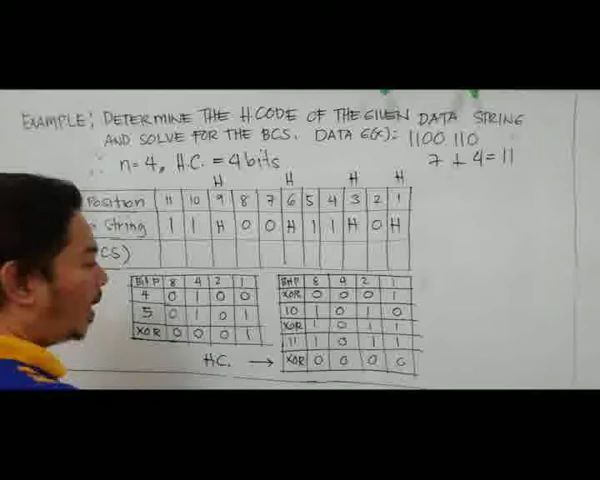 EXAMPLE: DETERMINE THE H CODE OF THE GIVEN DATA STRING
AND SOLVE FOR THE BCS. DATA G(x): 1100 110
∴ n=4, H.C. = 4 bits
7 + 4 = 11
H H H H
Position 11 10 9 8 7 6 5 4 3 2 1
String 1 1 H 0 0 H 1 1 H 0 H
CS)
BHP 8 4 2 1
4 0 1 0 0
5 0 1 0 1
XOR 0 0 0 1
BHP 8 4 2 1
XOR 0 0 0 1
10 1 0 1 0
XOR 1 0 1 1
11 1 0 1 1
XOR 0 0 0 0
HC. →